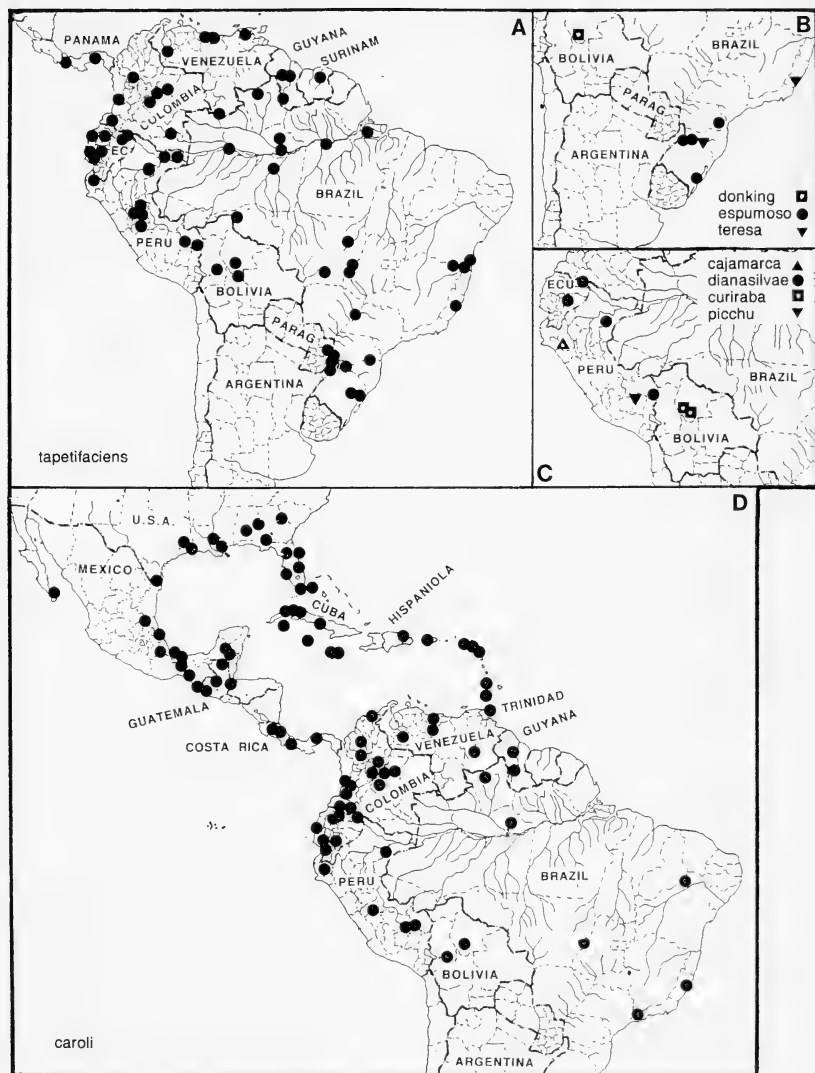 A
PANAMA
VENEZUELA
GUYANA
SURINAM
COLOMBIA
EC
BRAZIL
PERU
BOLIVIA
PARAG
ARGENTINA
tapetifaciens
B
BRAZIL
BOLIVIA
PARAG
ARGENTINA
donking
espumoso
teresa
cajamarca
dianasilvae
curiraba
picchu
ECU
PERU
BRAZIL
BOLIVIA
C
D
U.S.A.
MEXICO
CUBA
HISPANIOLA
GUATEMALA
TRINIDAD
COSTA RICA
VENEZUELA
GUYANA
COLOMBIA
PERU
BRAZIL
BOLIVIA
caroli
ARGENTINA